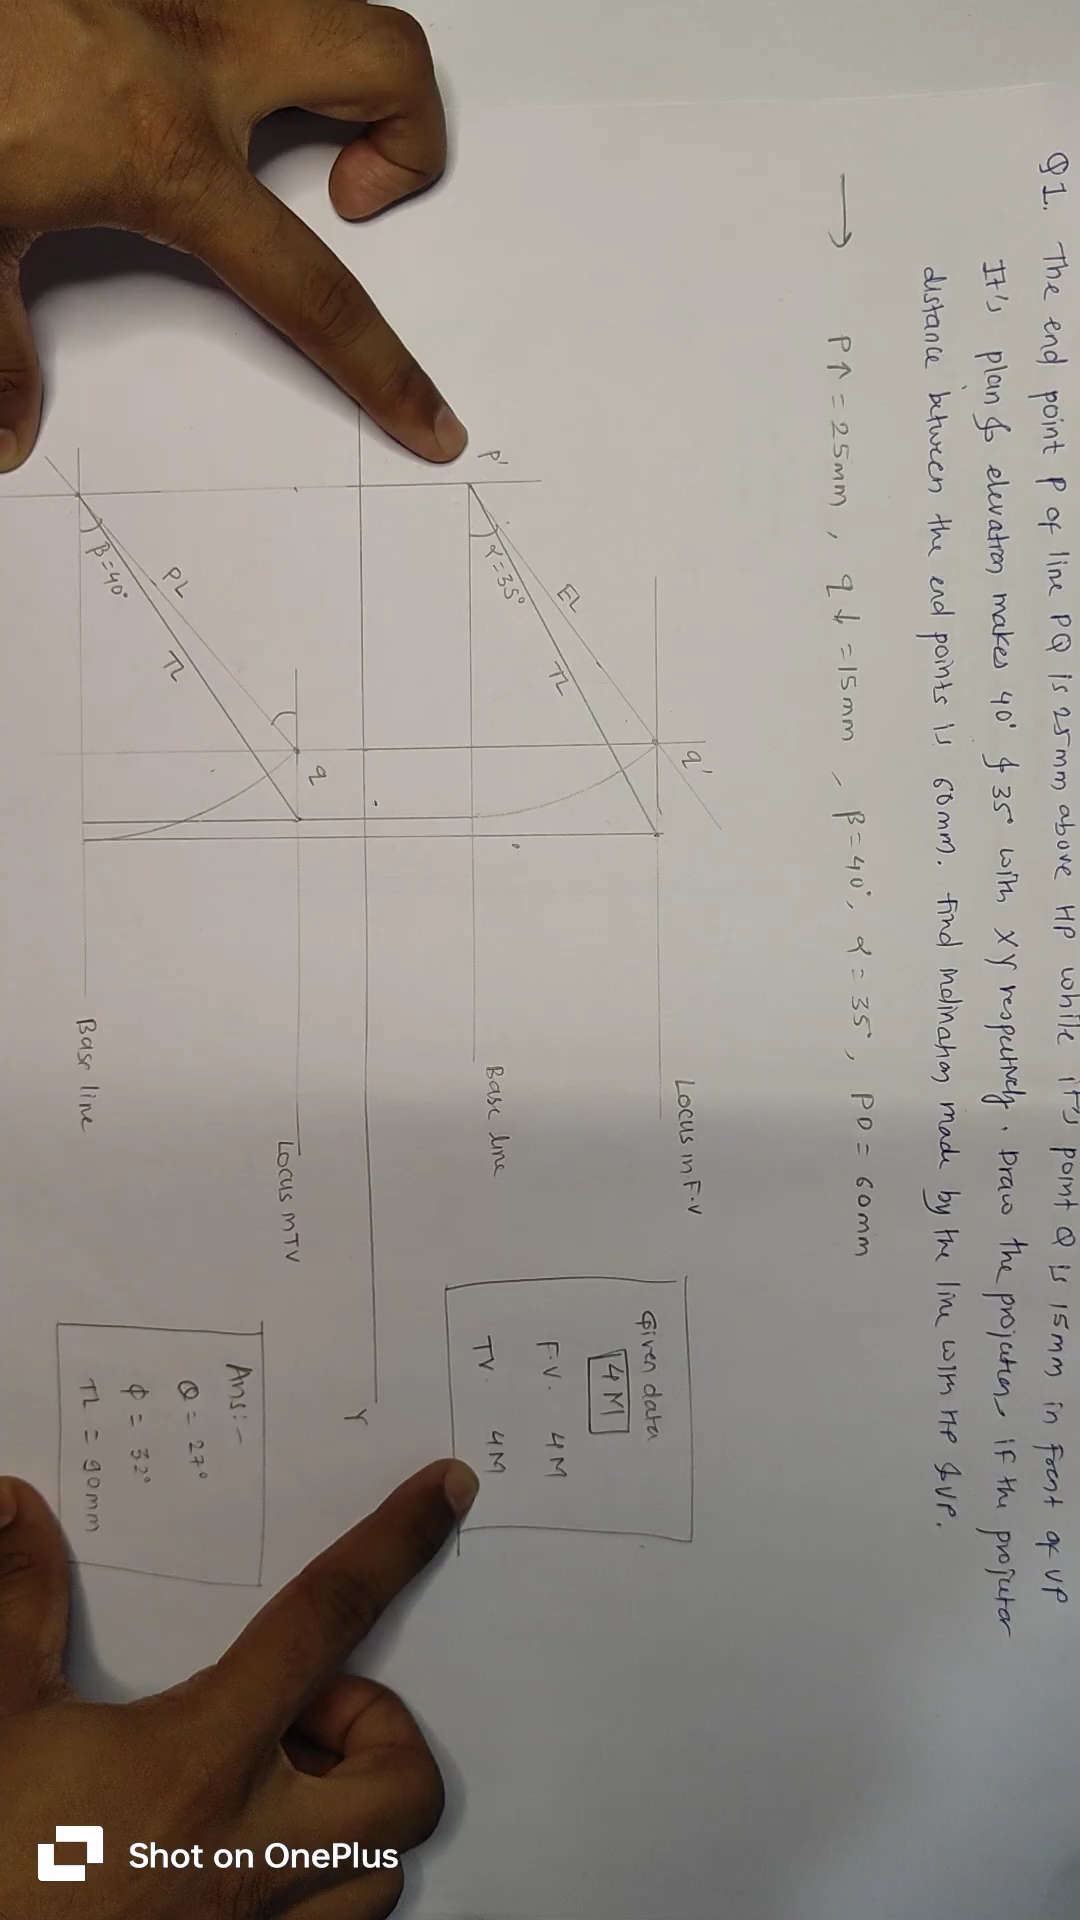 Q1. The end point P of line PQ is 25mm above HP while it's point Q is 15mm in front of VP
It's plan & elevation makes 40° & 35° with XY respectively. Draw the projection, if the projector
distance between the end points is 60mm. find inclination made by the line with HP & VP.
→ P↑ = 25mm, q↓ = 15mm, β = 40°, α = 35°, PD = 60mm
Locus in F.V
q'
EL
TL
p'
α = 35°
Base line
Given data
4M
F.V. 4M
TV. 4M
Y
q
Locus in TV
PL
TL
β = 40°
Base line
Ans:-
θ = 27°
φ = 32°
TL = 90mm
Shot on OnePlus